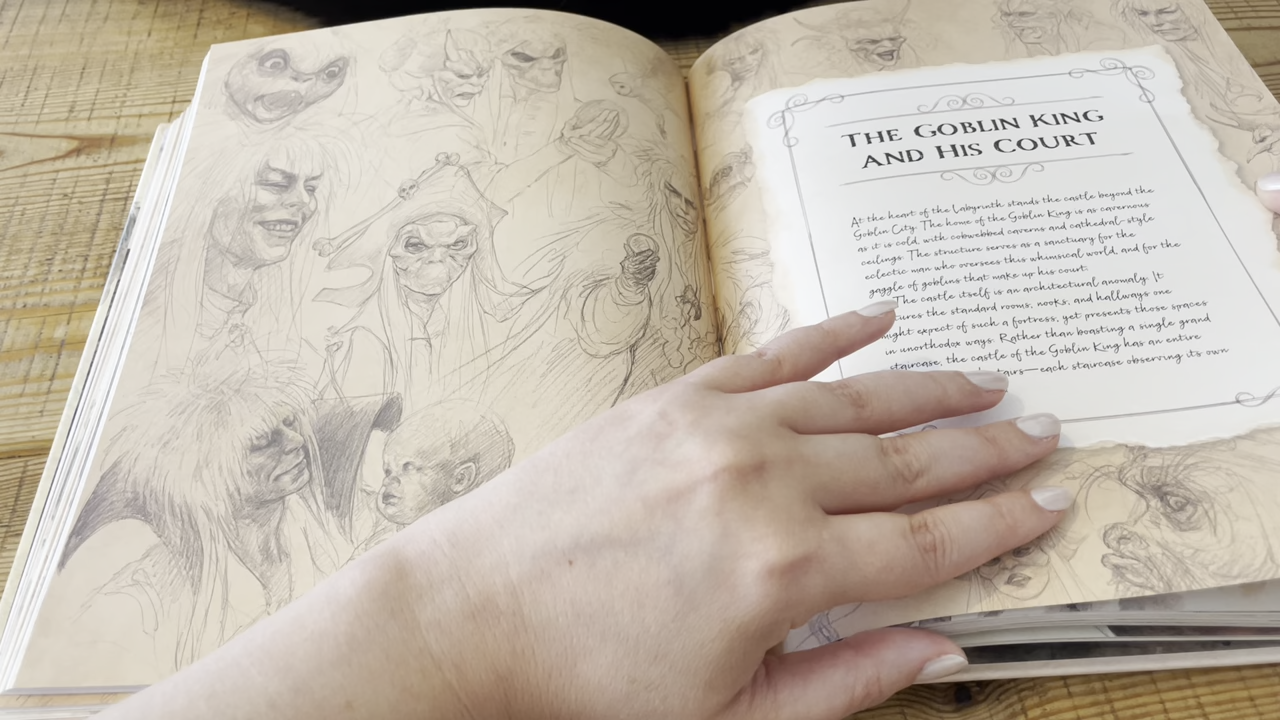 THE GOBLIN KING
AND HIS COURT
At the heart of the labyrinth stands the castle beyond the
Goblin City. The home of the Goblin King is as cavernous
as it is cold, with cobwebbed caverns and cathedral-style
ceilings. The structure serves as a sanctuary for the
eclectic man who oversees this whimsical world, and for the
gaggle of goblins that make up his court.
The castle itself is an architectural anomaly. It
tures the standard rooms, nooks, and hallways one
might expect of such a fortress, yet presents those spaces
in unorthodox ways. Rather than boasting a single grand
staircase, the castle of the Goblin King has an entire
tairs—each staircase observing its own